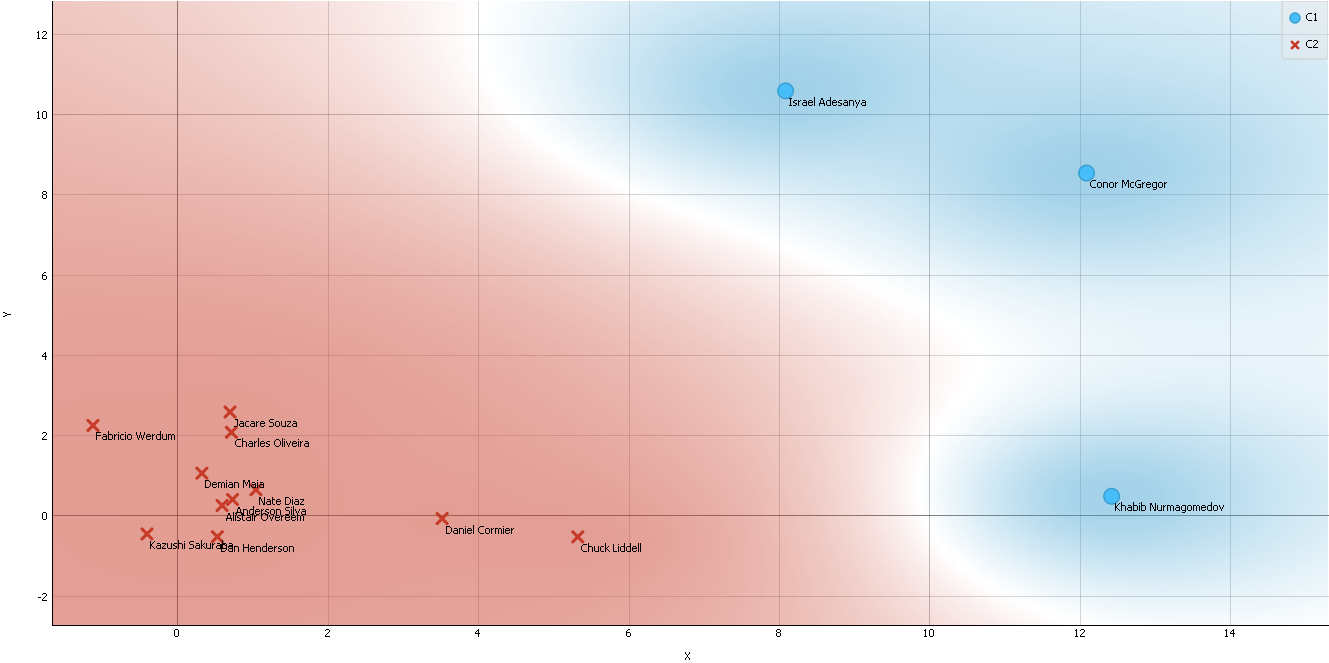 C1
C2
12
10
8
6
4
2
0
-2
Y
Israel Adesanya
Conor McGregor
Jacare Souza
Fabricio Werdum
Charles Oliveira
Demian Maia
Nate Diaz
Anderson Silva
Alistair Overeem
Khabib Nurmagomedov
Daniel Cormier
Kazushi Sakuraba
Dan Henderson
Chuck Liddell
0
2
4
6
8
10
12
14
X